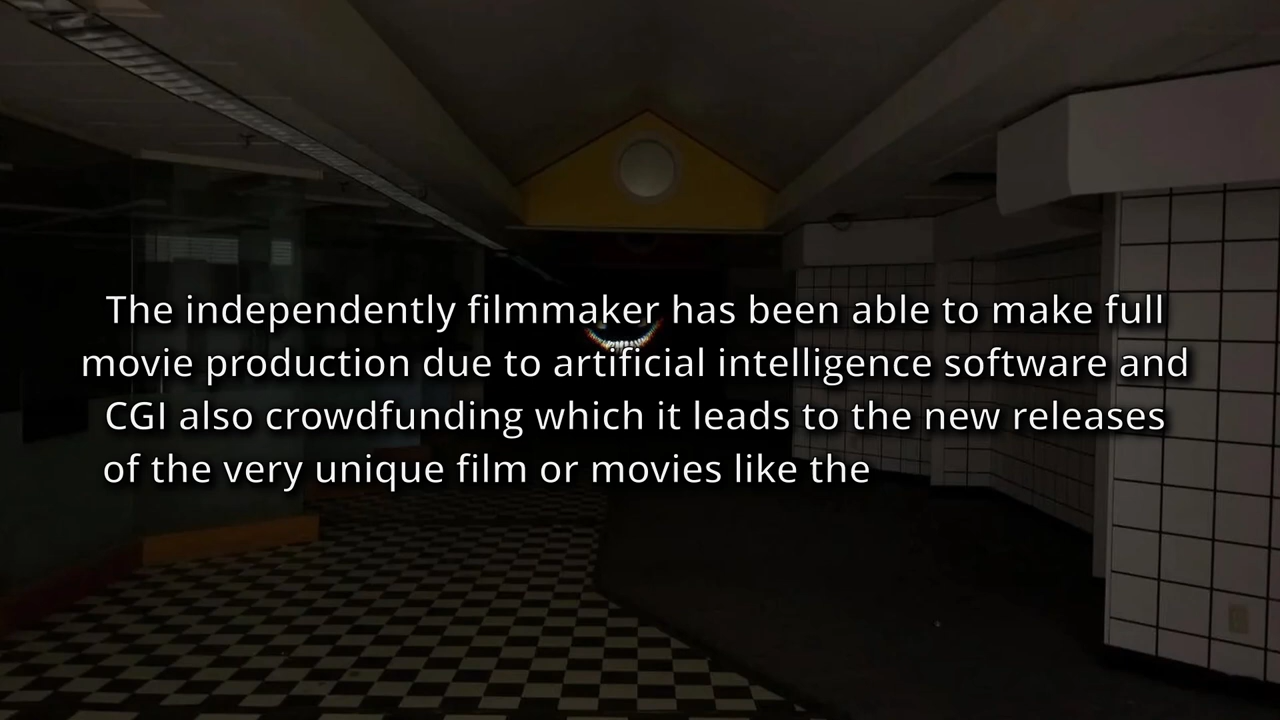 The independently filmmaker has been able to make full
movie production due to artificial intelligence software and
CGI also crowdfunding which it leads to the new releases
of the very unique film or movies like the